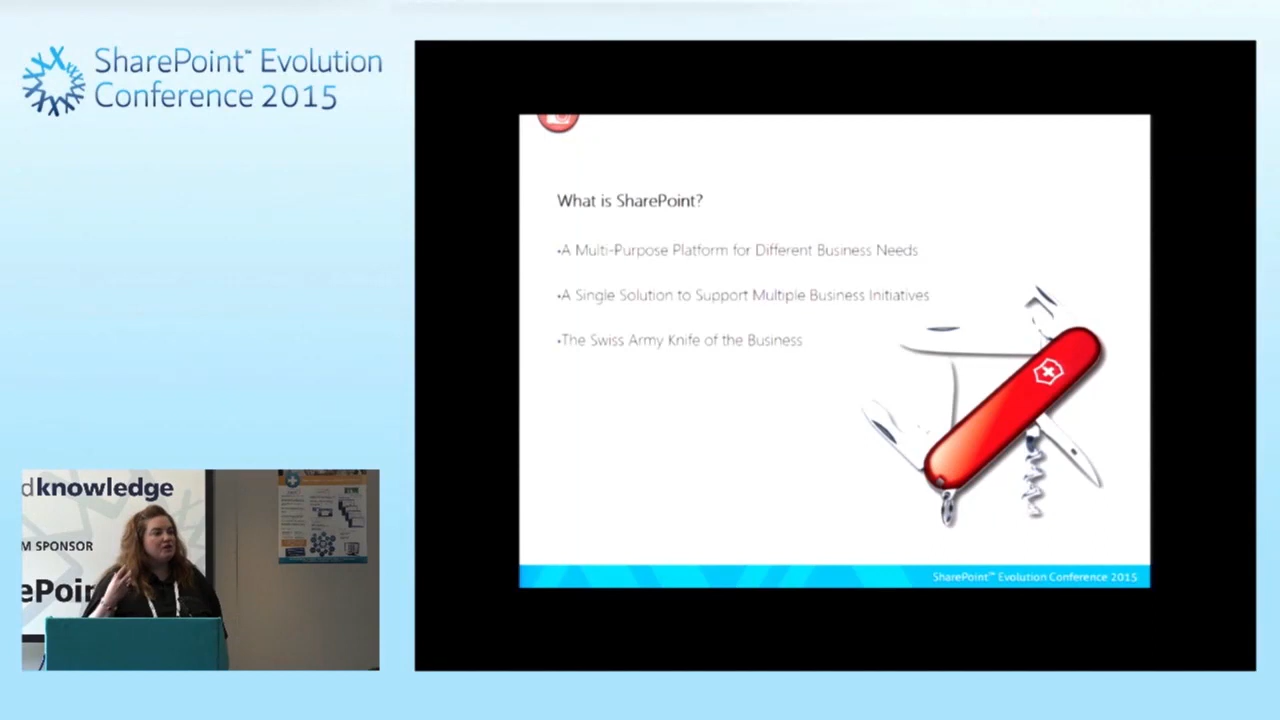 SharePoint™ Evolution
Conference 2015
What is SharePoint?
•A Multi-Purpose Platform for Different Business Needs
•A Single Solution to Support Multiple Business Initiatives
•The Swiss Army Knife of the Business
SharePoint™ Evolution Conference 2015
dknowledge
M SPONSOR
ePoin